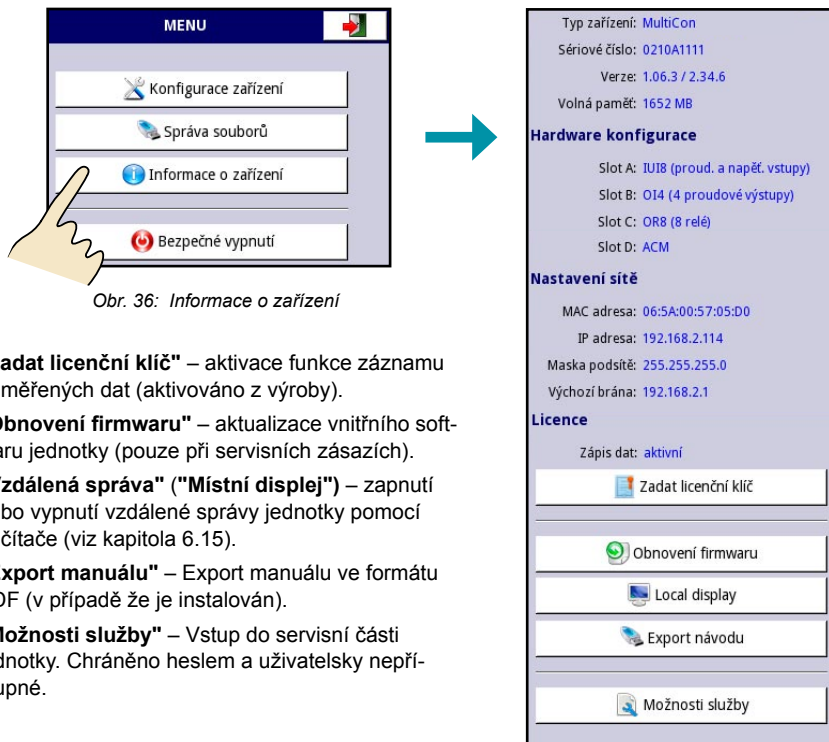 MENU
Konfigurace zařízení
Správa souborů
Informace o zařízení
Bezpečné vypnutí
Obr. 36: Informace o zařízení
adat licenční klíč" – aktivace funkce záznamu
měřených dat (aktivováno z výroby).
bnovení firmwaru" – aktualizace vnitřního soft-
aru jednotky (pouze při servisních zásazích).
zdálená správa" ("Místní displej") – zapnutí
bo vypnutí vzdálené správy jednotky pomocí
čítače (viz kapitola 6.15).
xport manuálu" – Export manuálu ve formátu
DF (v případě že je instalován).
ožnosti služby" – Vstup do servisní části
dnotky. Chráněno heslem a uživatelsky nepří-
upné.
Typ zařízení: MultiCon
Sériové číslo: 0210A1111
Verze: 1.06.3 / 2.34.6
Volná paměť: 1652 MB
Hardware konfigurace
Slot A: IUI8 (proud. a napěť. vstupy)
Slot B: OI4 (4 proudové výstupy)
Slot C: OR8 (8 relé)
Slot D: ACM
Nastavení sítě
MAC adresa: 06:5A:00:57:05:D0
IP adresa: 192.168.2.114
Maska podsítě: 255.255.255.0
Výchozí brána: 192.168.2.1
Licence
Zápis dat: aktivní
Zadat licenční klíč
Obnovení firmwaru
Local display
Export návodu
Možnosti služby